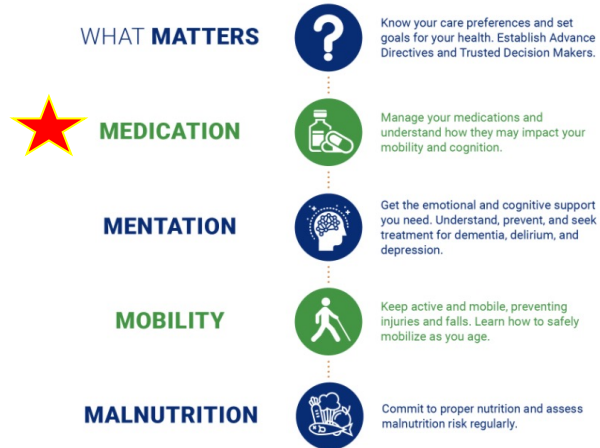 WHAT MATTERS
Know your care preferences and set
goals for your health. Establish Advance
Directives and Trusted Decision Makers.
MEDICATION
Manage your medications and
understand how they may impact your
mobility and cognition.
MENTATION
Get the emotional and cognitive support
you need. Understand, prevent, and seek
treatment for dementia, delirium, and
depression.
MOBILITY
Keep active and mobile, preventing
injuries and falls. Learn how to safely
mobilize as you age.
MALNUTRITION
Commit to proper nutrition and assess
malnutrition risk regularly.